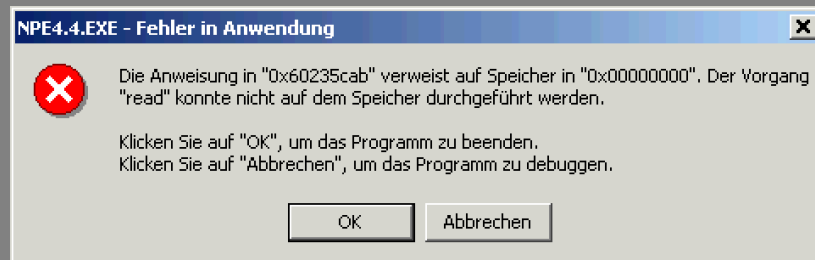 NPE4.4.EXE - Fehler in Anwendung
Die Anweisung in "0x60235cab" verweist auf Speicher in "0x00000000". Der Vorgang
"read" konnte nicht auf dem Speicher durchgeführt werden.
Klicken Sie auf "OK", um das Programm zu beenden.
Klicken Sie auf "Abbrechen", um das Programm zu debuggen.
OK
Abbrechen